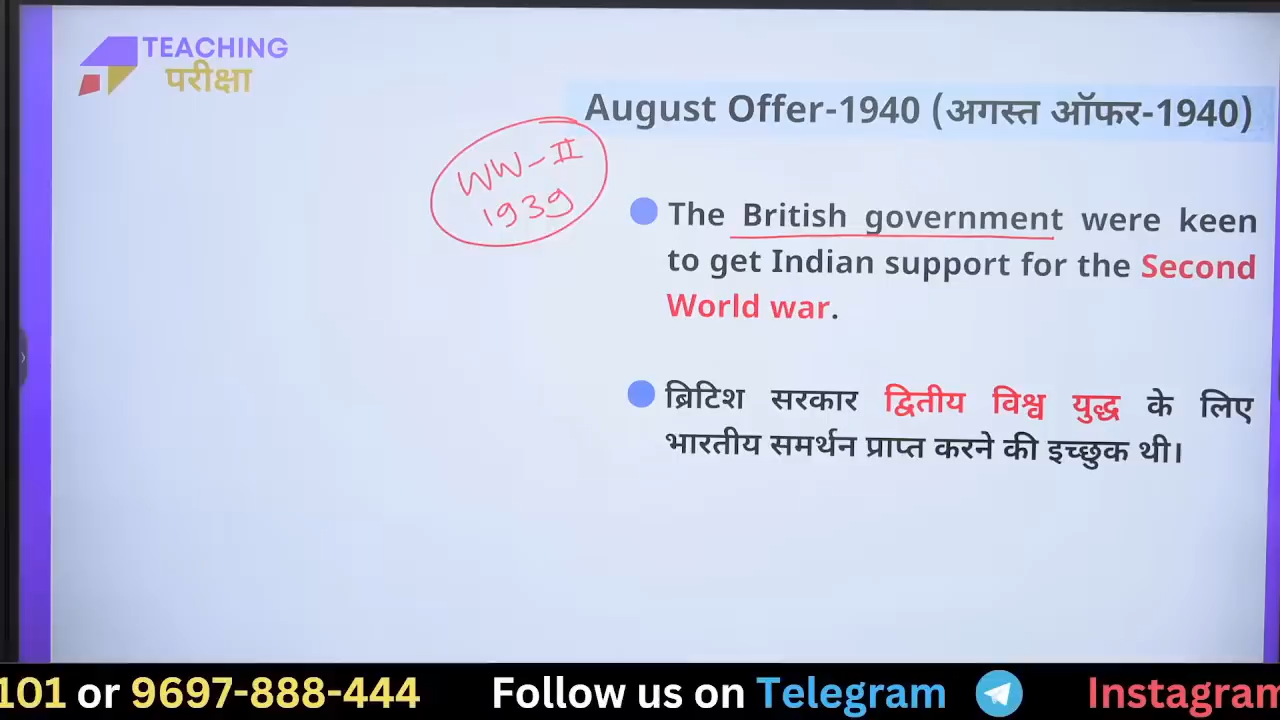 TEACHING
परीक्षा
August Offer-1940 (अगस्त ऑफर-1940)
WW-II
1939
The British government were keen
to get Indian support for the Second
World war.
ब्रिटिश सरकार द्वितीय विश्व युद्ध के लिए
भारतीय समर्थन प्राप्त करने की इच्छुक थी।
101 or 9697-888-444 Follow us on Telegram Instagram